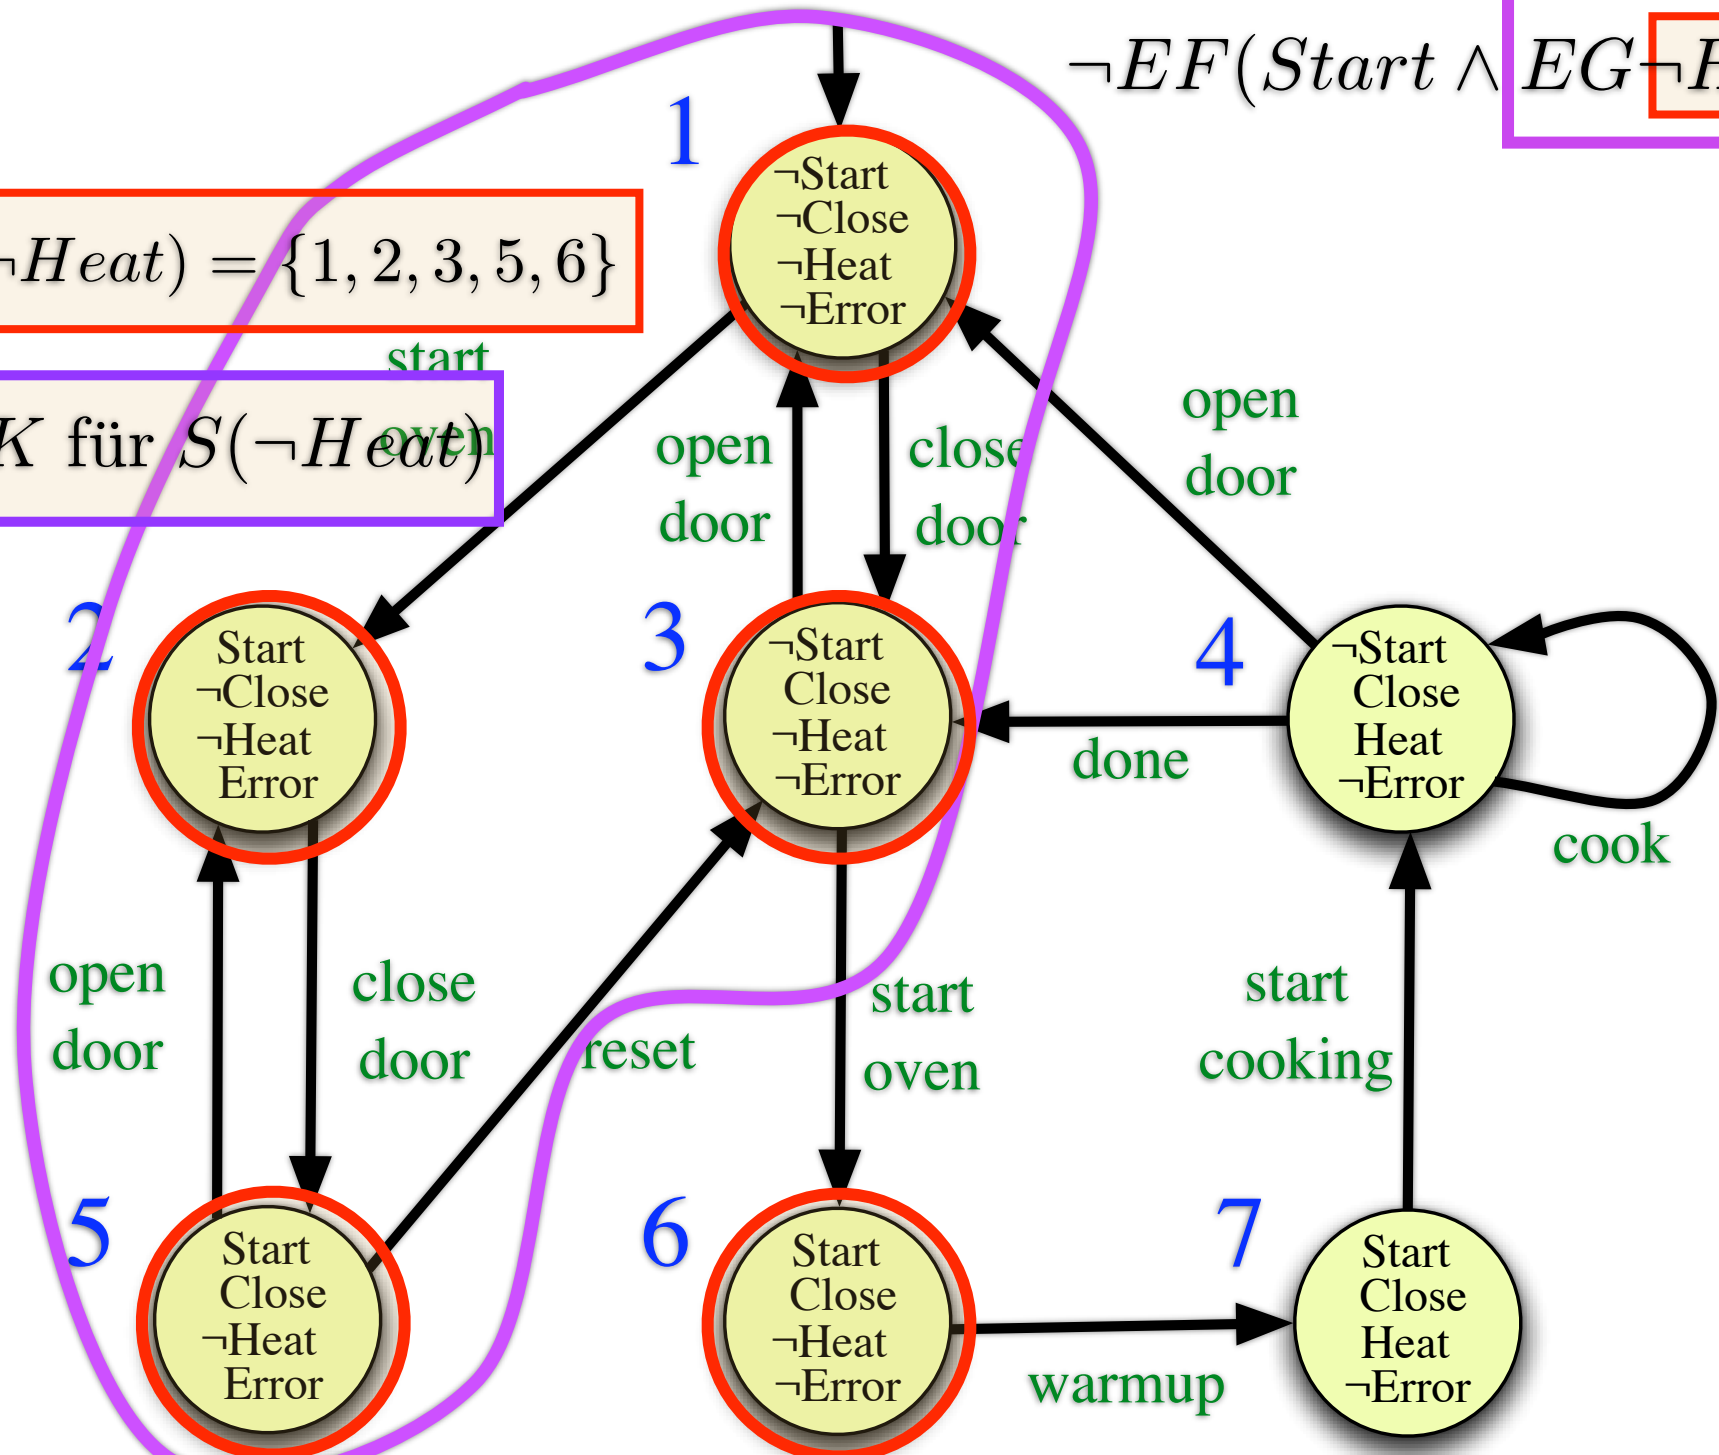 ¬EF(Start ∧ EG¬H
1
¬Start
¬Close
¬Heat
¬Error
¬Heat) = {1, 2, 3, 5, 6}
start
oven
K für S(¬Heat)
open
door
close
door
open
door
2
Start
¬Close
¬Heat
Error
3
¬Start
Close
¬Heat
¬Error
4
¬Start
Close
Heat
¬Error
done
cook
open
door
close
door
reset
start
oven
start
cooking
5
Start
Close
¬Heat
Error
6
Start
Close
¬Heat
¬Error
7
Start
Close
Heat
¬Error
warmup